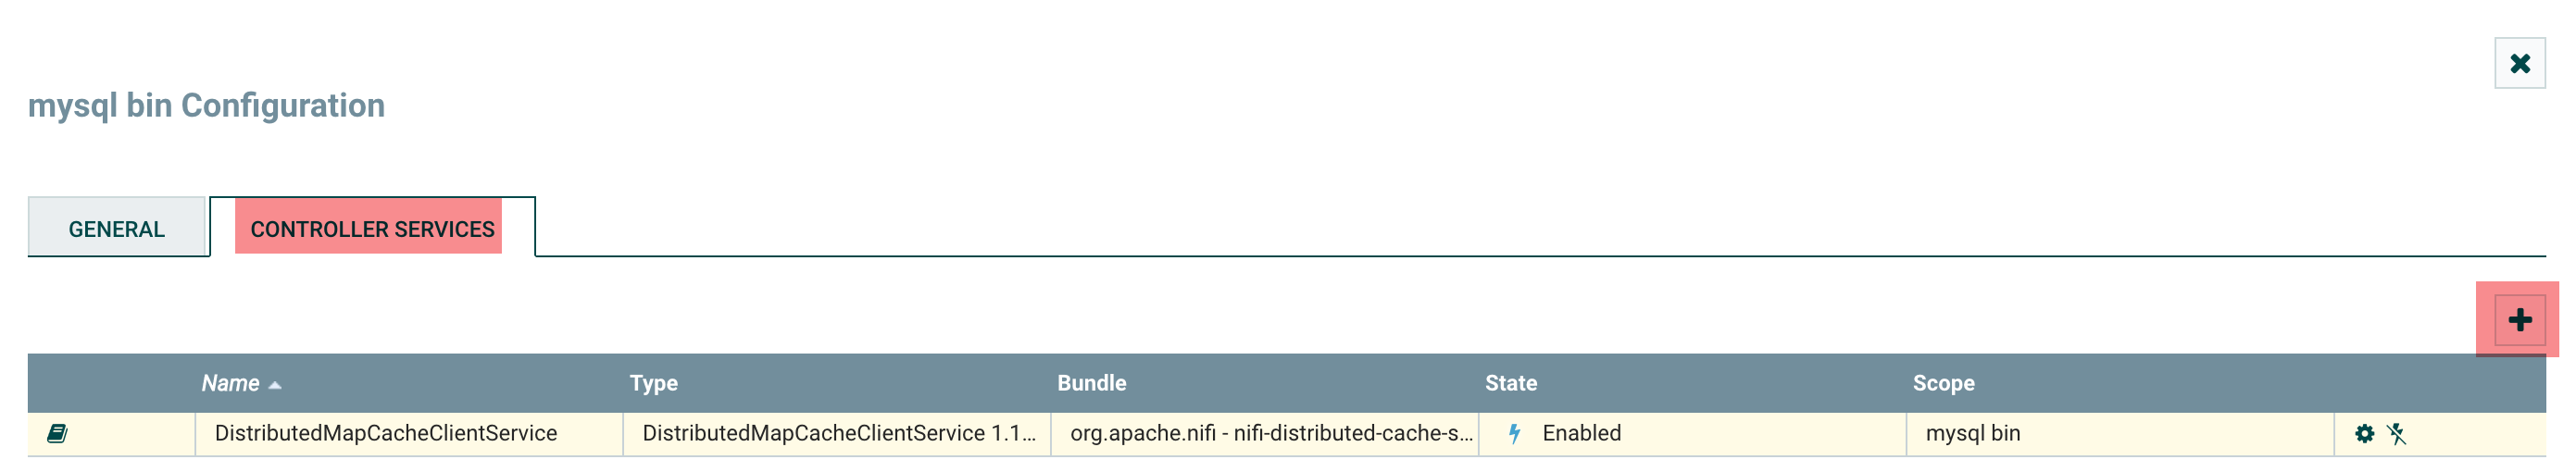 mysql bin Configuration
GENERAL CONTROLLER SERVICES
Name Type Bundle State Scope
DistributedMapCacheClientService DistributedMapCacheClientService 1.1... org.apache.nifi - nifi-distributed-cache-s... Enabled mysql bin